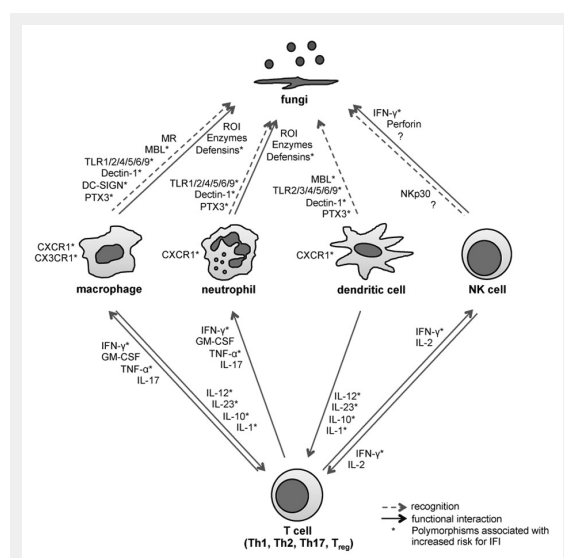 fungi
MR
MBL*
TLR1/2/4/5/6/9*
Dectin-1*
DC-SIGN*
PTX3*
ROI
Enzymes
Defensins*
TLR1/2/4/5/6/9*
Dectin-1*
PTX3*
ROI
Enzymes
Defensins*
MBL*
TLR2/3/4/5/6/9*
Dectin-1*
PTX3*
IFN-γ*
Perforin
?
NKp30
?
CXCR1*
CX3CR1*
macrophage
CXCR1*
neutrophil
CXCR1*
dendritic cell
NK cell
IFN-γ*
GM-CSF
TNF-α*
IL-17
IL-12*
IL-23*
IL-10*
IL-1*
IFN-γ*
GM-CSF
TNF-α*
IL-17
IL-12*
IL-23*
IL-10*
IL-1*
IFN-γ*
IL-2
IFN-γ*
IL-2
T cell
(Th1, Th2, Th17, Treg)
recognition
functional interaction
* Polymorphisms associated with
increased risk for IFI